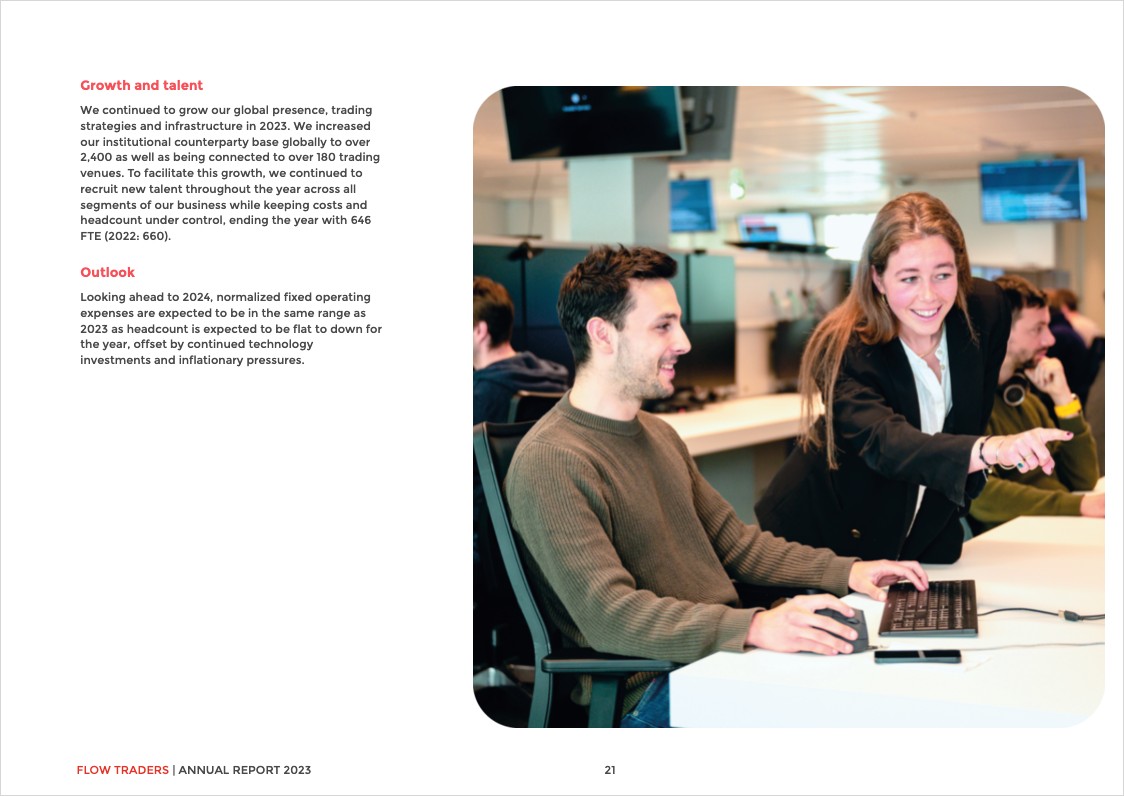 Growth and talent
We continued to grow our global presence, trading
strategies and infrastructure in 2023. We increased
our institutional counterparty base globally to over
2,400 as well as being connected to over 180 trading
venues. To facilitate this growth, we continued to
recruit new talent throughout the year across all
segments of our business while keeping costs and
headcount under control, ending the year with 646
FTE (2022: 660).
Outlook
Looking ahead to 2024, normalized fixed operating
expenses are expected to be in the same range as
2023 as headcount is expected to be flat to down for
the year, offset by continued technology
investments and inflationary pressures.
FLOW TRADERS | ANNUAL REPORT 2023
21